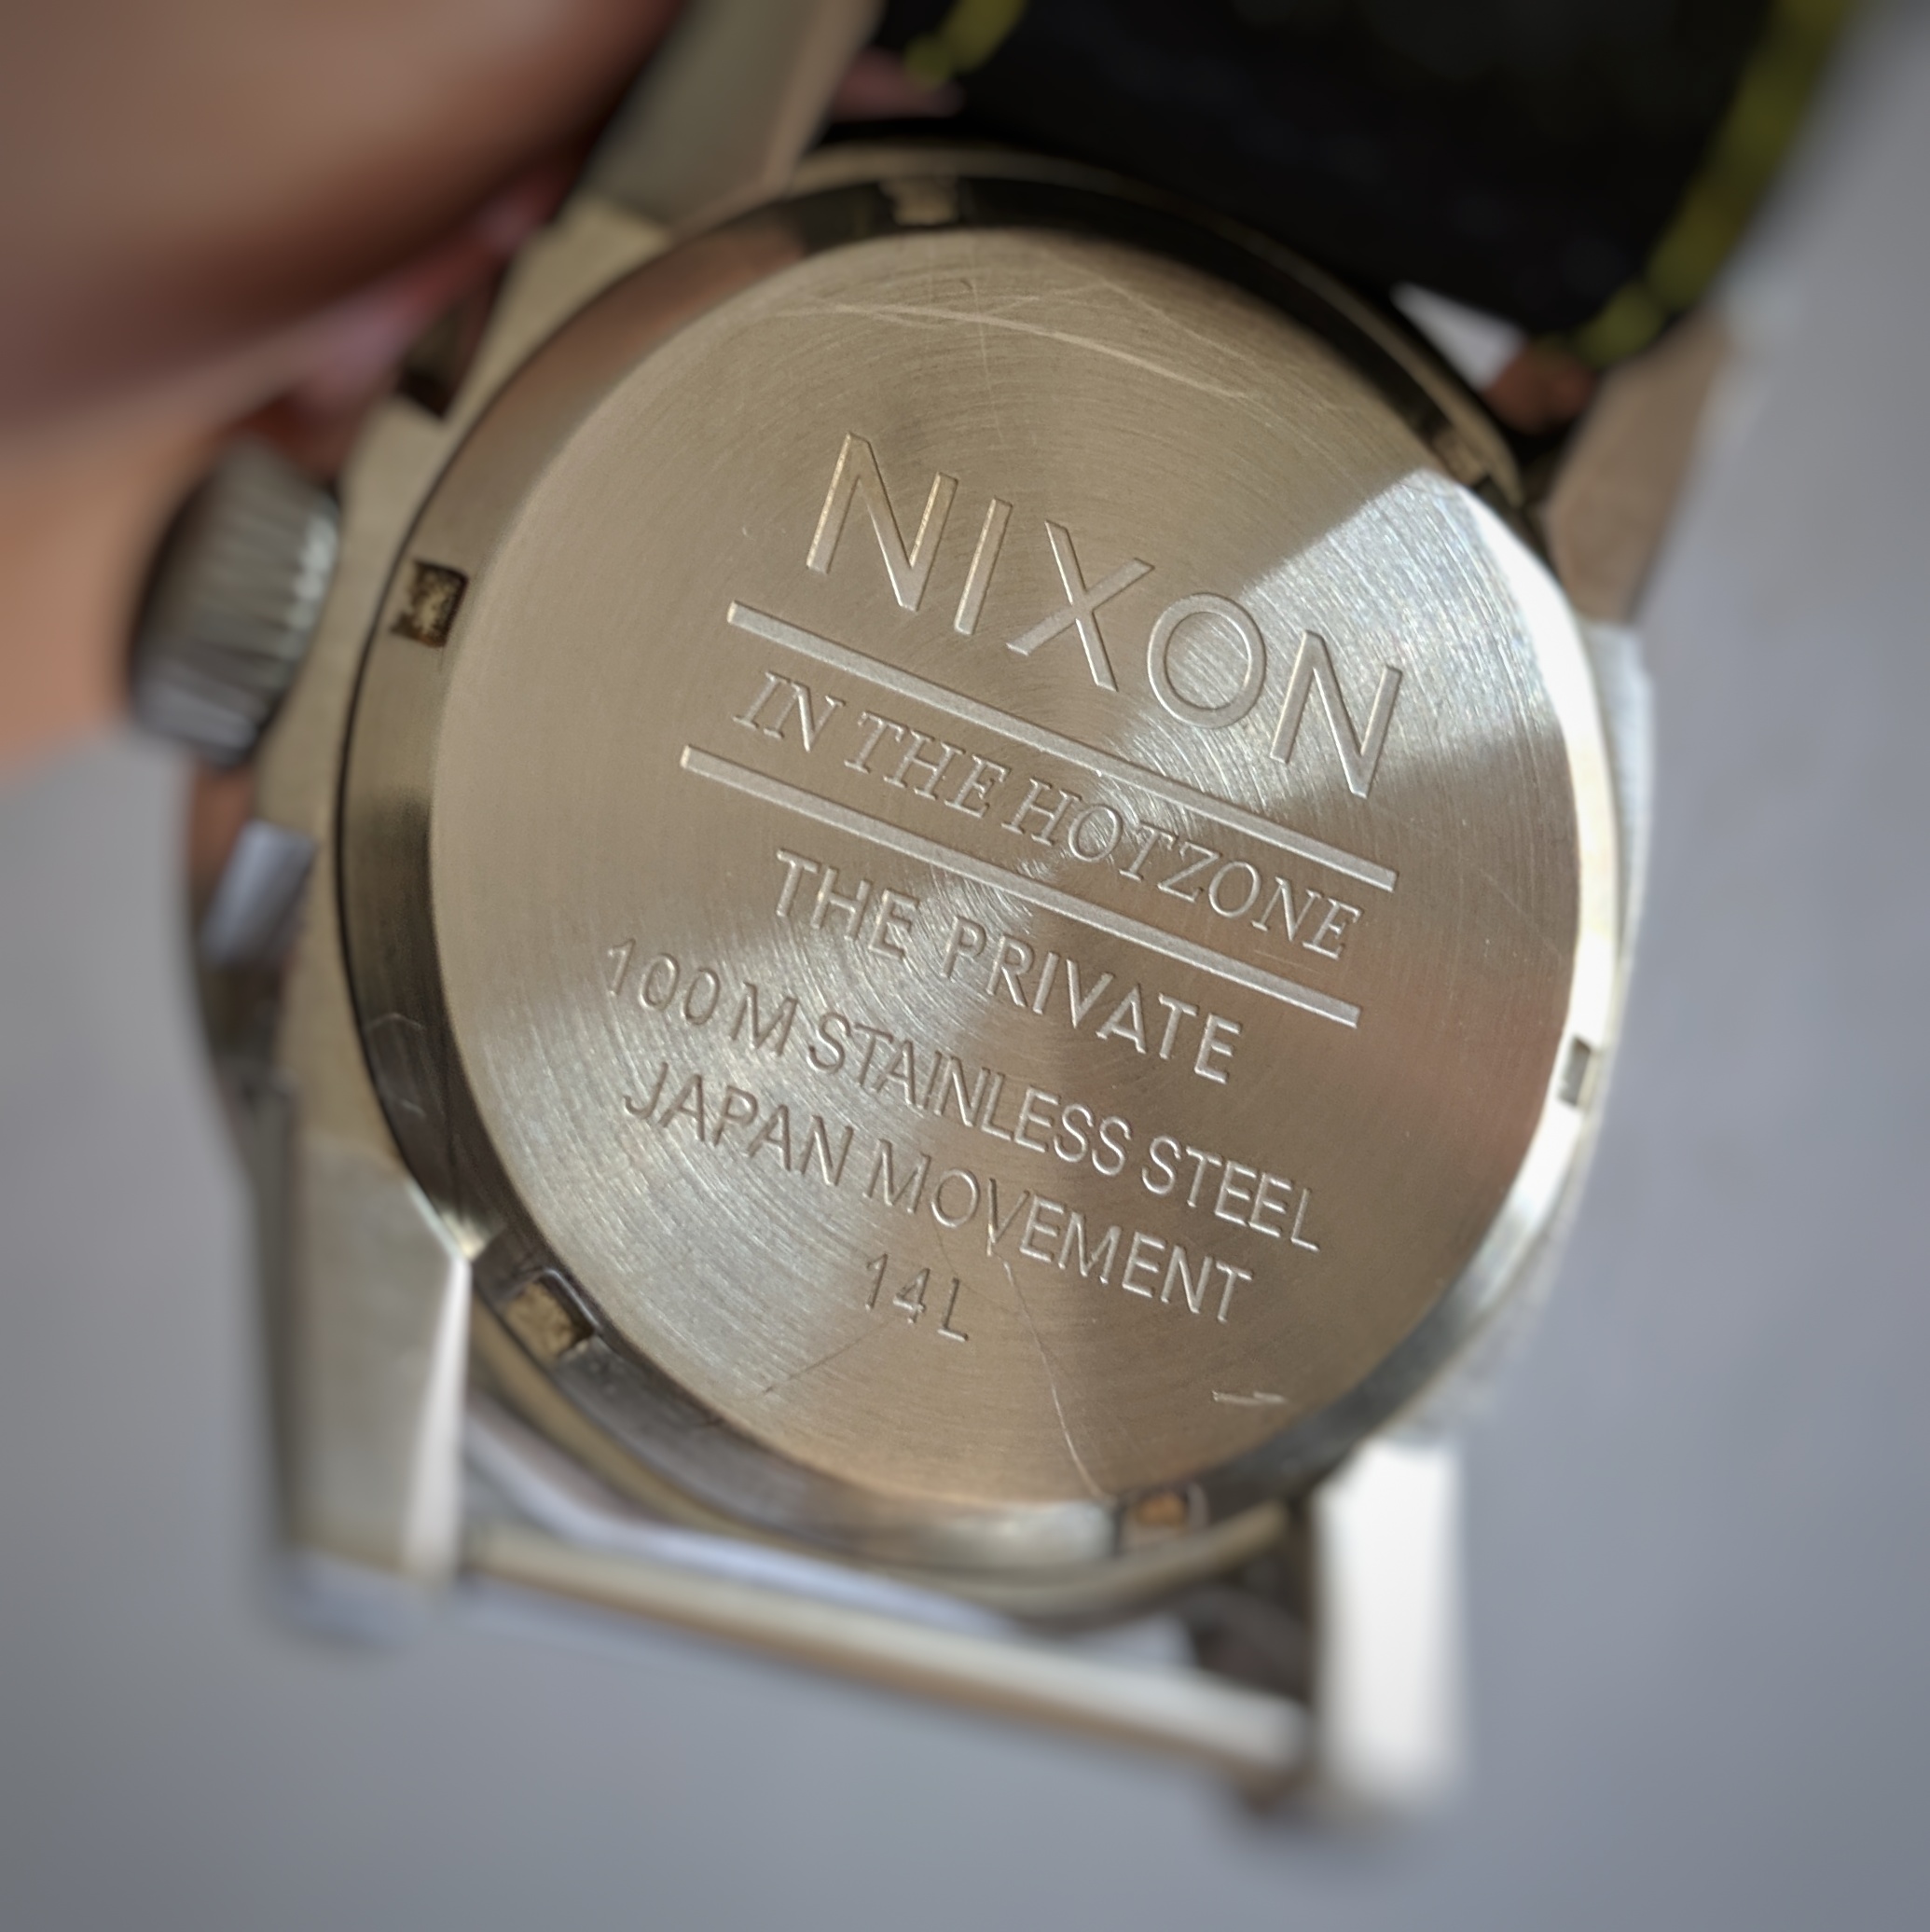 NIXON
IN THE HOTZONE
THE PRIVATE
100 M STAINLESS STEEL
JAPAN MOVEMENT
14L